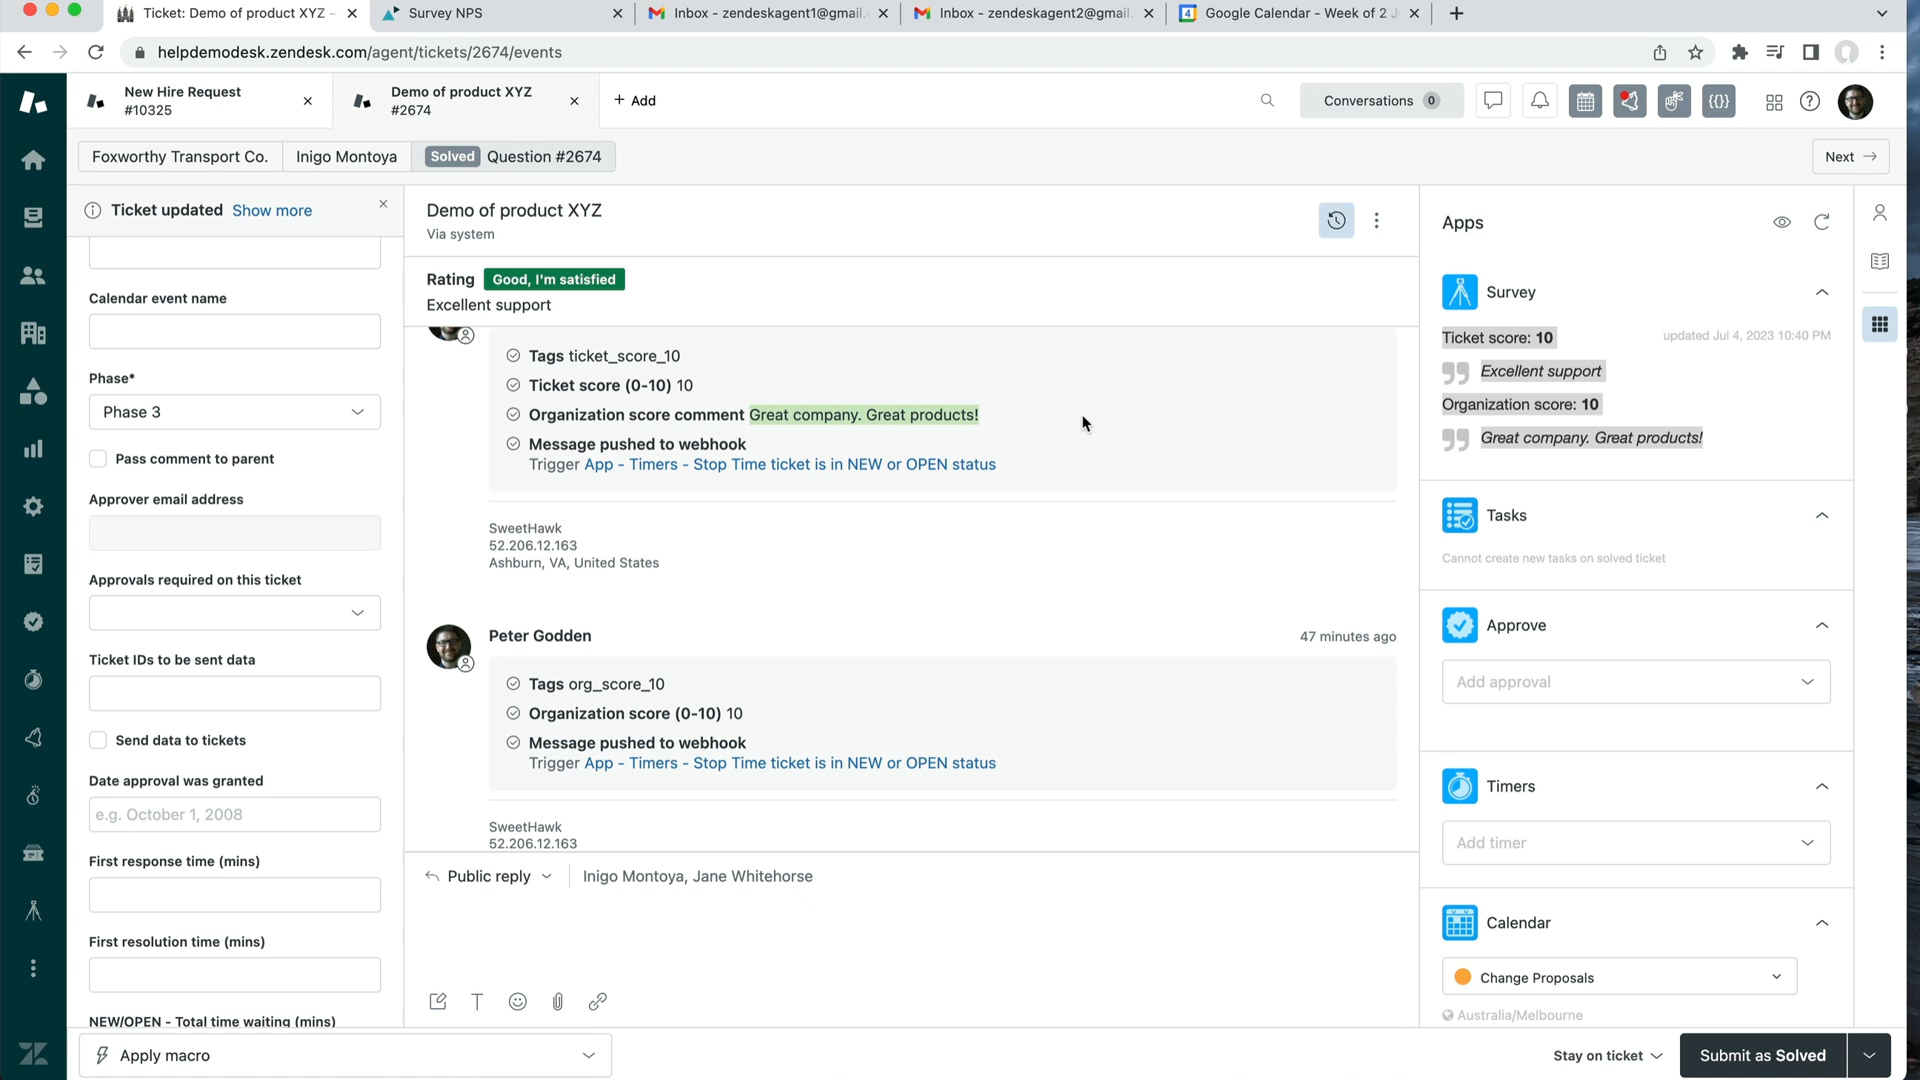 Ticket: Demo of product XYZ –
Survey NPS
Inbox - zendeskagent1@gmail.
Inbox - zendeskagent2@gmail.
4
Google Calendar - Week of 2 J
helpdemodesk.zendesk.com/agent/tickets/2674/events
New Hire Request
#10325
Demo of product XYZ
#2674
+ Add
Conversations 0
Foxworthy Transport Co.
Inigo Montoya
Solved Question #2674
Next
Ticket updated Show more
Calendar event name
Phase*
Phase 3
Pass comment to parent
Approver email address
Approvals required on this ticket
Ticket IDs to be sent data
Send data to tickets
Date approval was granted
e.g. October 1, 2008
First response time (mins)
First resolution time (mins)
NEW/OPEN - Total time waiting (mins)
Apply macro
Demo of product XYZ
Via system
Rating Good, I'm satisfied
Excellent support
Tags ticket_score_10
Ticket score (0-10) 10
Organization score comment Great company. Great products!
Message pushed to webhook
Trigger App - Timers - Stop Time ticket is in NEW or OPEN status
SweetHawk
52.206.12.163
Ashburn, VA, United States
Peter Godden
47 minutes ago
Tags org_score_10
Organization score (0-10) 10
Message pushed to webhook
Trigger App - Timers - Stop Time ticket is in NEW or OPEN status
SweetHawk
52.206.12.163
Public reply
Inigo Montoya, Jane Whitehorse
Apps
Survey
Ticket score: 10
updated Jul 4, 2023 10:40 PM
Excellent support
Organization score: 10
Great company. Great products!
Tasks
Cannot create new tasks on solved ticket
Approve
Add approval
Timers
Add timer
Calendar
Change Proposals
Australia/Melbourne
Stay on ticket
Submit as Solved